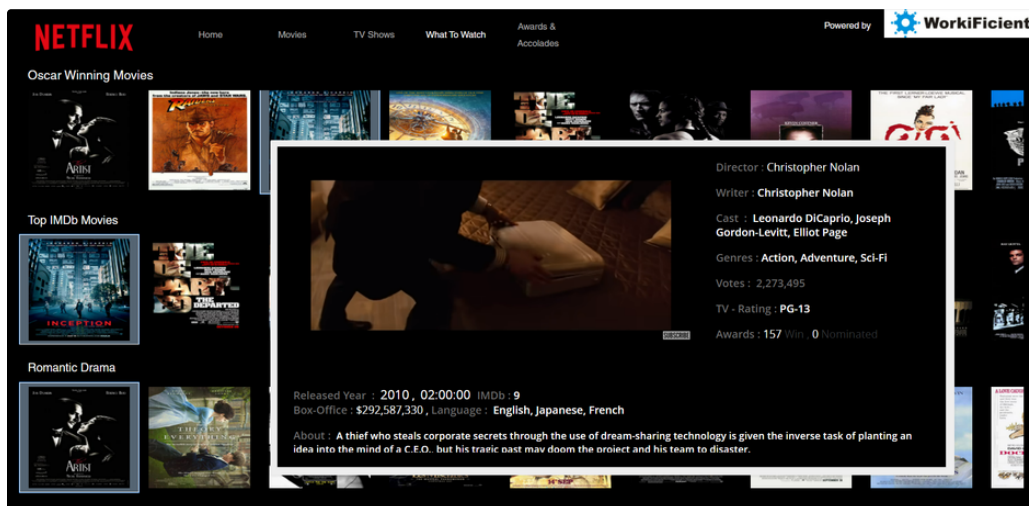 NETFLIX
Home
Movies
TV Shows
What To Watch
Awards &
Accolades
Powered by
WorkiFicient
Oscar Winning Movies
ARTIST
Top IMDb Movies
INCEPTION
THE
DEPARTED
Romantic Drama
ARTIST
Director : Christopher Nolan
Writer : Christopher Nolan
Cast : Leonardo DiCaprio, Joseph
Gordon-Levitt, Elliot Page
Genres : Action, Adventure, Sci-Fi
Votes : 2,273,495
TV - Rating : PG-13
Awards : 157 Win , 0 Nominated
SUBSCRIBE
Released Year : 2010 , 02:00:00 IMDb : 9
Box-Office : $292,587,330 , Language : English, Japanese, French
About : A thief who steals corporate secrets through the use of dream-sharing technology is given the inverse task of planting an
idea into the mind of a C.E.O., but his tragic past may doom the project and his team to disaster.